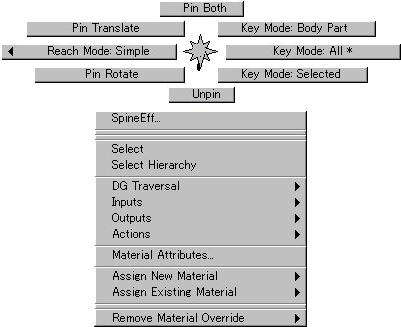 Pin Both
Pin Translate
Key Mode: Body Part
Reach Mode: Simple
Key Mode: All *
Pin Rotate
Key Mode: Selected
Unpin
SpineEff...
Select
Select Hierarchy
DG Traversal
Inputs
Outputs
Actions
Material Attributes...
Assign New Material
Assign Existing Material
Remove Material Override